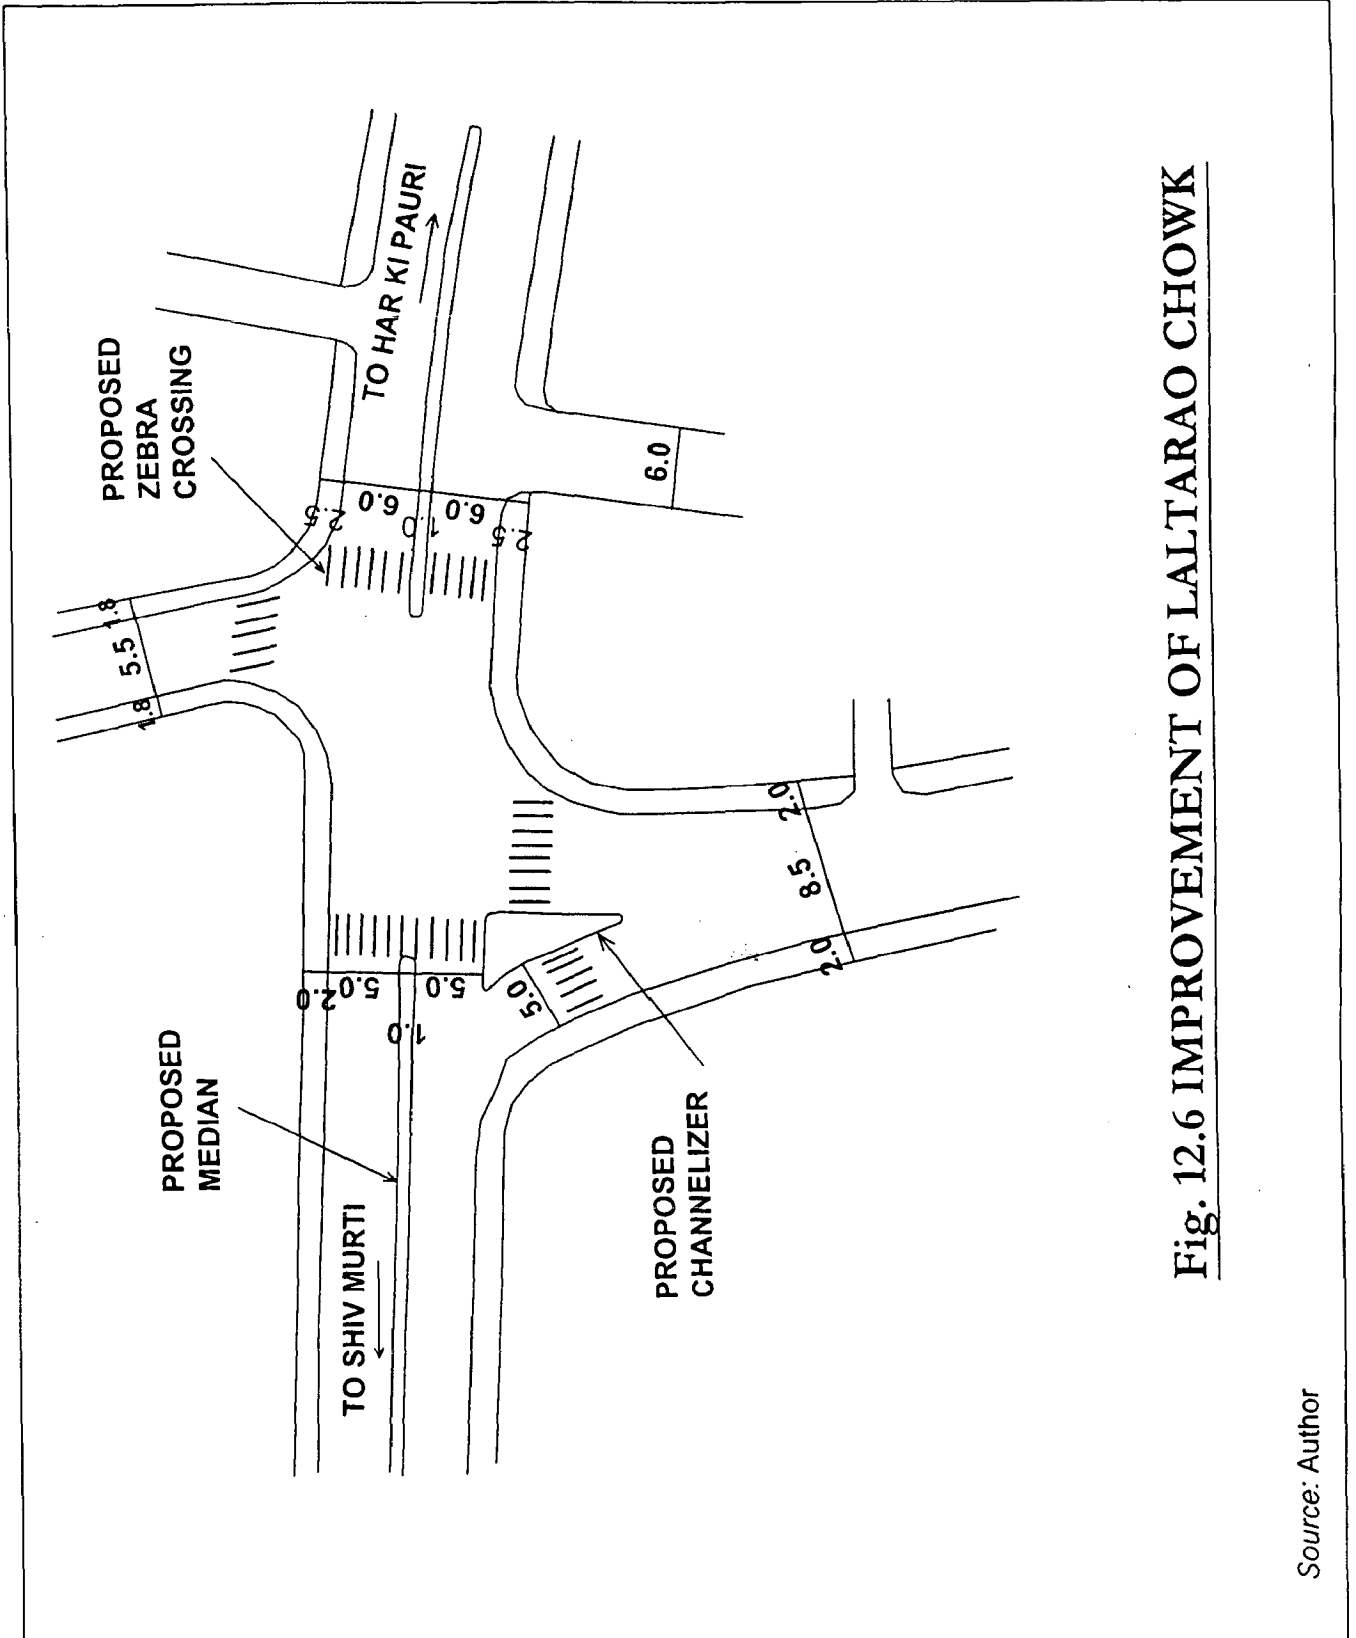 PROPOSED
ZEBRA
CROSSING
TO HAR KI PAURI
1.8
5.5
1.8
2.5
6.0
1.0
6.0
2.5
6.0
PROPOSED
MEDIAN
2.0
5.0
1.0
5.0
5.0
2.0
8.5
2.0
TO SHIV MURTI
PROPOSED
CHANNELIZER
Fig. 12.6 IMPROVEMENT OF LALTARAO CHOWK
Source: Author